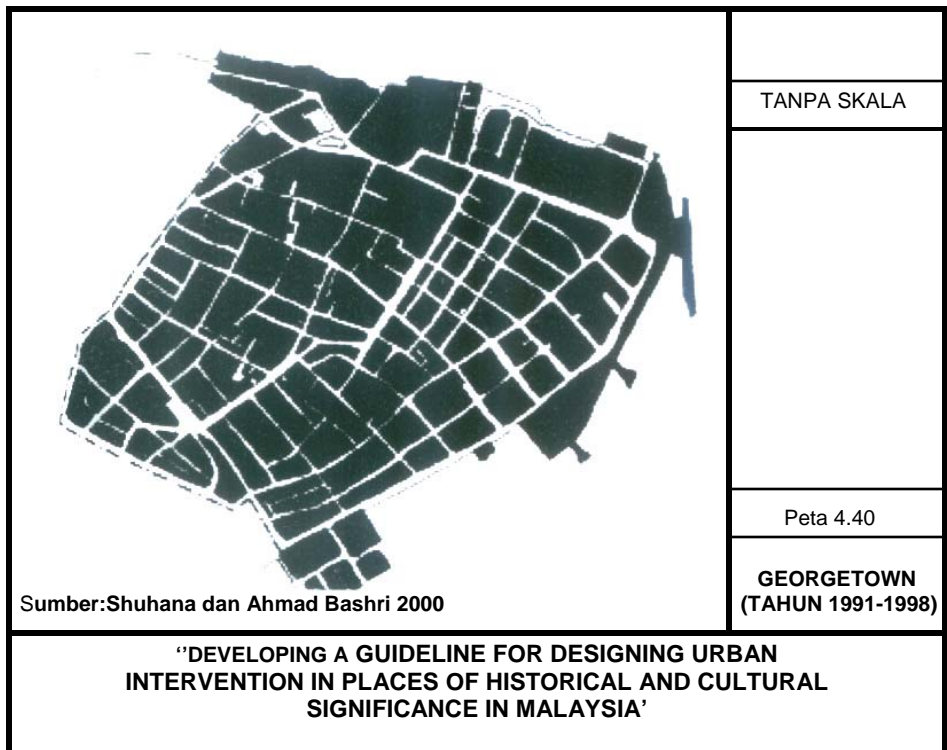 TANPA SKALA
Peta 4.40
GEORGETOWN
(TAHUN 1991-1998)
Sumber:Shuhana dan Ahmad Bashri 2000
‘’DEVELOPING A GUIDELINE FOR DESIGNING URBAN
INTERVENTION IN PLACES OF HISTORICAL AND CULTURAL
SIGNIFICANCE IN MALAYSIA’